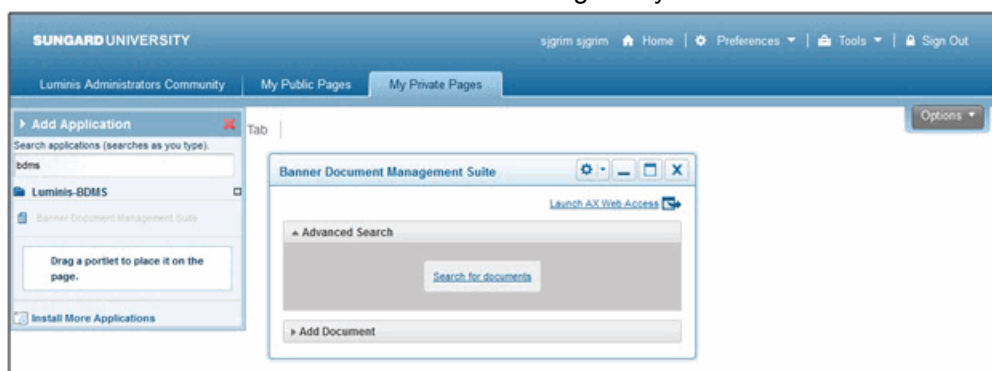 SUNGARD UNIVERSITY
sjgrim sjgrim Home | Preferences | Tools | Sign Out
Luminis Administrators Community My Public Pages My Private Pages
Options
Add Application
Tab
Search applications (searches as you type).
bdms
Luminis-BDMS
Banner Document Management Suite
Drag a portlet to place it on the
page.
Install More Applications
Banner Document Management Suite
Launch AX Web Access
Advanced Search
Search for documents
Add Document